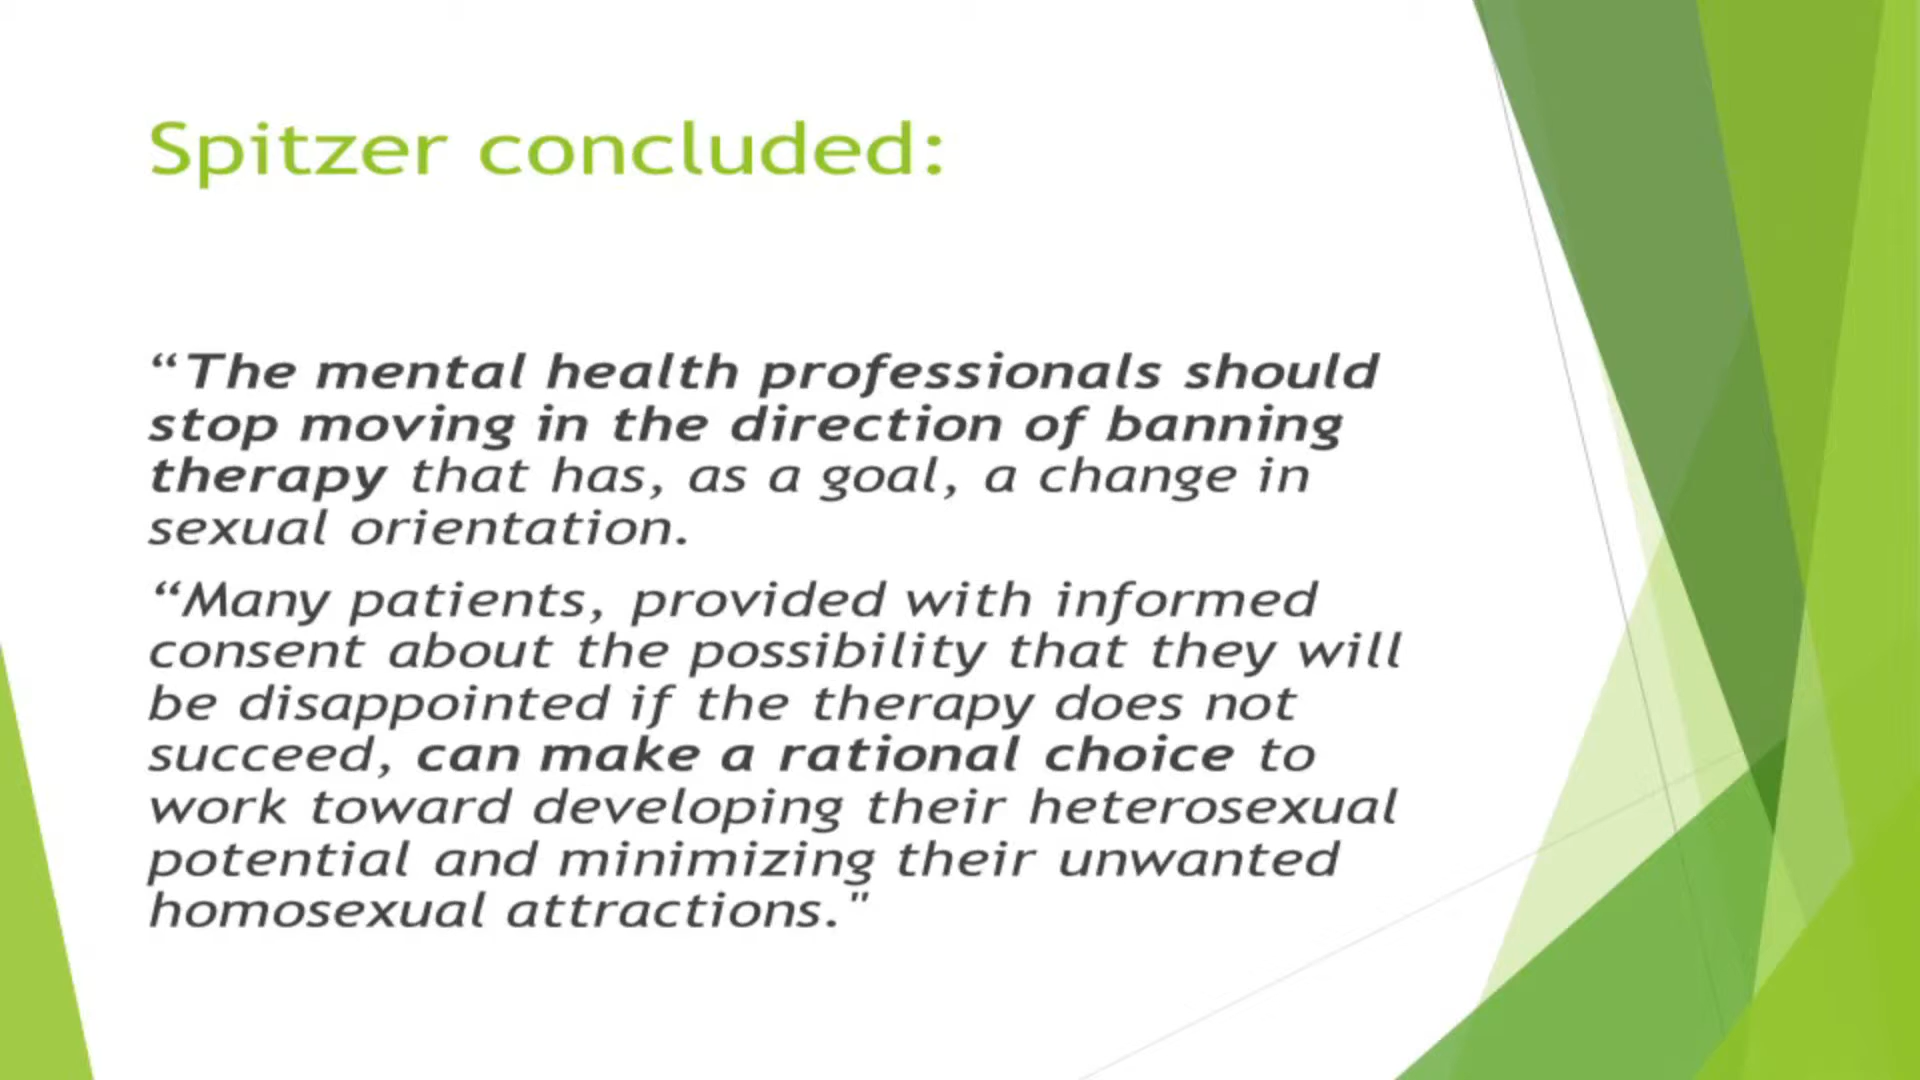 Spitzer concluded:
“The mental health professionals should
stop moving in the direction of banning
therapy that has, as a goal, a change in
sexual orientation.
“Many patients, provided with informed
consent about the possibility that they will
be disappointed if the therapy does not
succeed, can make a rational choice to
work toward developing their heterosexual
potential and minimizing their unwanted
homosexual attractions."